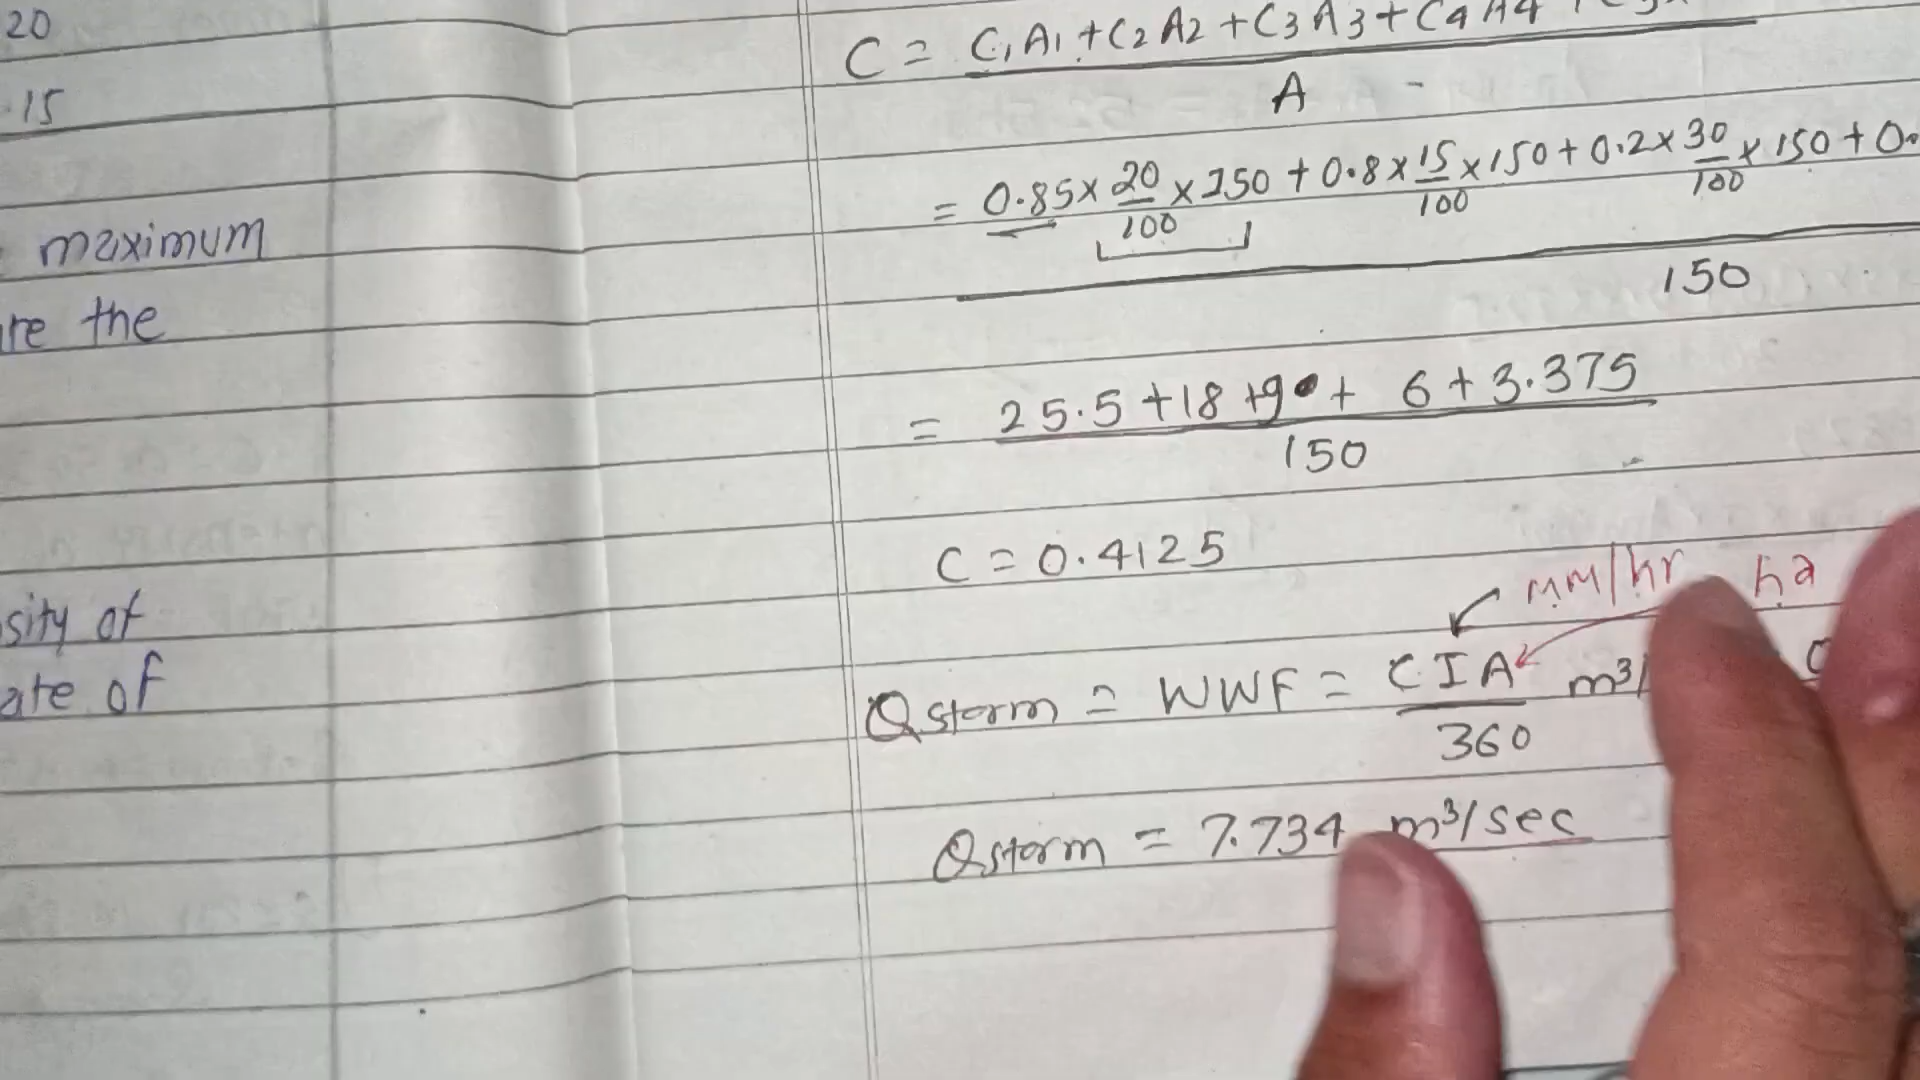 20
15
maximum
re the
sity of
ate of
C = C1A1 + C2A2 + C3A3 + C4A4 +
A
= 0.85 × 20/100 × 150 + 0.8 × 15/100 × 150 + 0.2 × 30/100 × 150 + 0.
150
= 25.5 + 18 + 9 + 6 + 3.375
150
C = 0.4125
mm/hr ha
Qstorm = WWF = CIA/360 m³/
Qstorm = 7.734 m³/sec